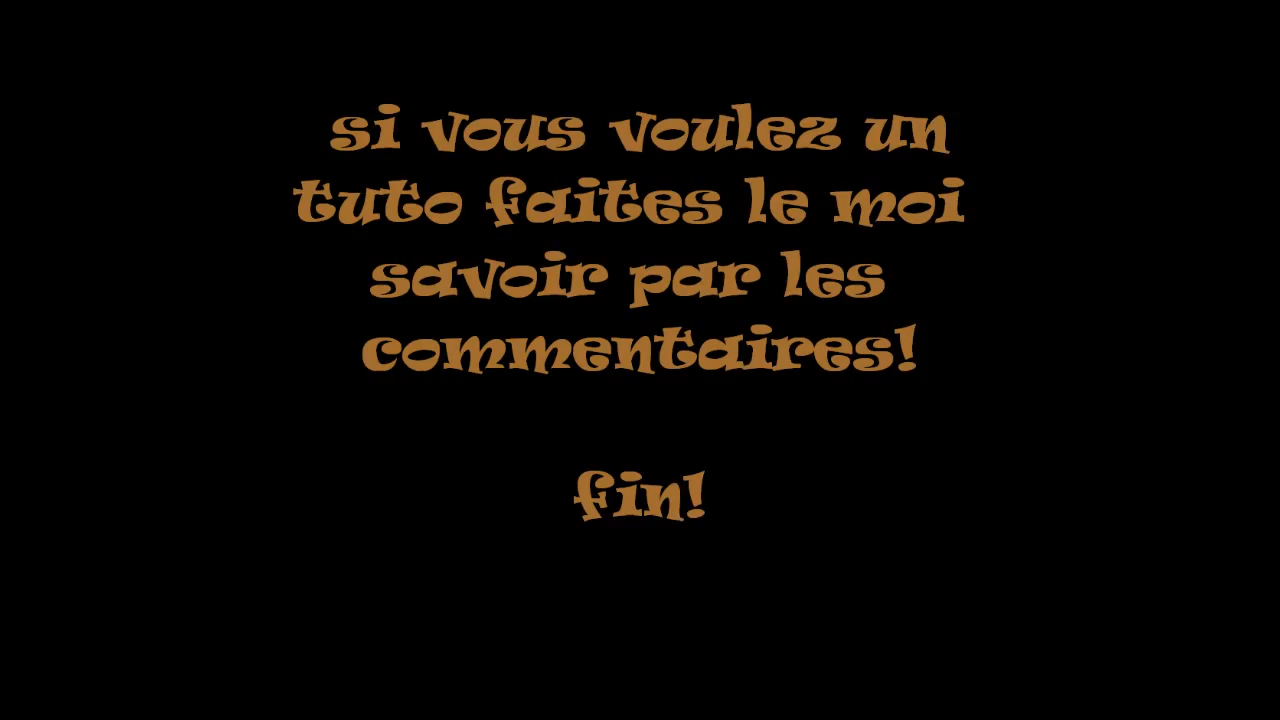 si vous voulez un
tuto faites le moi
savoir par les
commentaires!
fin!